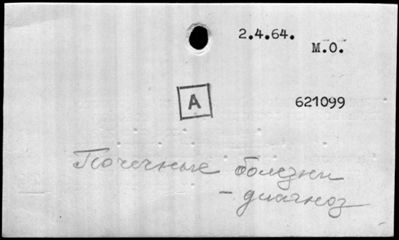 2.4.64.
М.О.
А
621099
Почечные болезни
- диагноз